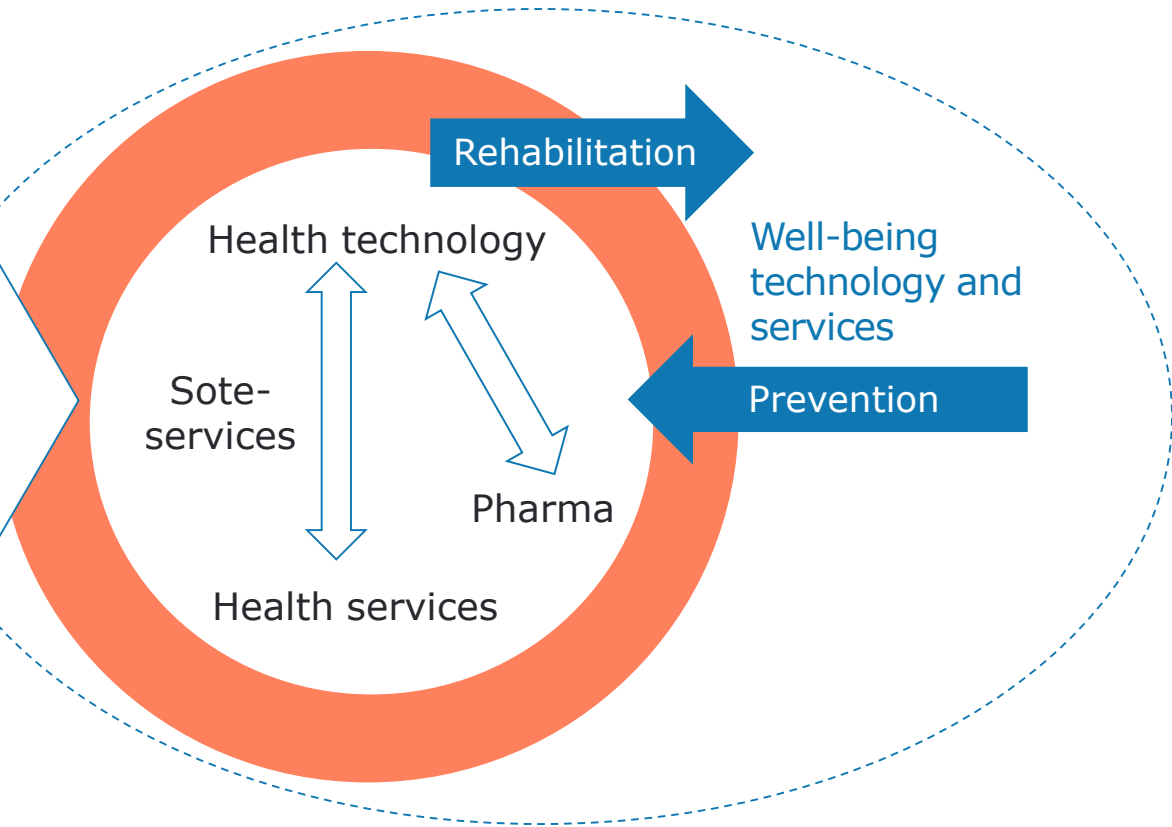 Rehabilitation
Health technology
Well-being
technology and
services
Sote-
services
Prevention
Pharma
Health services